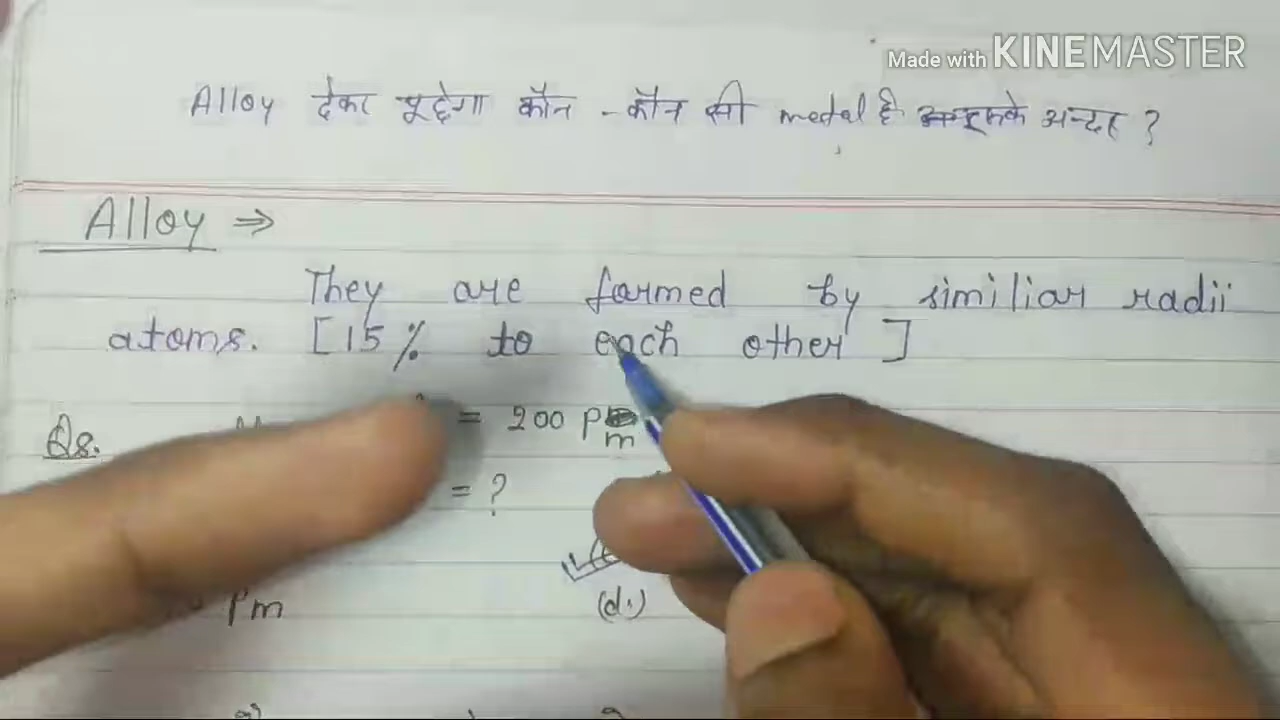 Made with KINEMASTER
Alloy देकर पूछेगा कौन - कौन सी metal है इसके अन्दर ?
Alloy ⇒
They are formed by similiar radii
atoms. [15% to each other]
Qs. = 200 pm
= ?
Pm (d.)